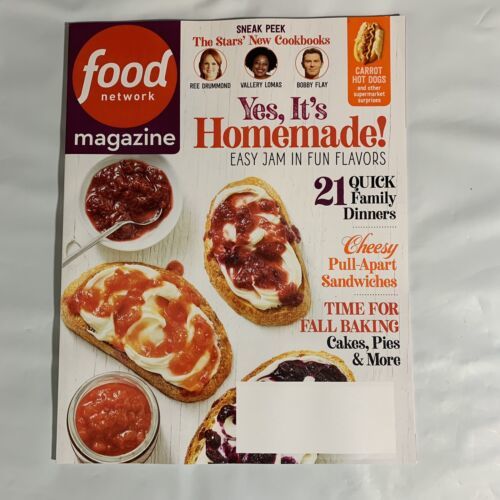 food
network
magazine
SNEAK PEEK
The Stars' New Cookbooks
REE DRUMMOND
VALLERY LOMAS
BOBBY FLAY
CARROT
HOT DOGS
and other
supermarket
surprises
Yes, It's
Homemade!
EASY JAM IN FUN FLAVORS
21 QUICK
Family
Dinners
Cheesy
Pull-Apart
Sandwiches
TIME FOR
FALL BAKING
Cakes, Pies
& More